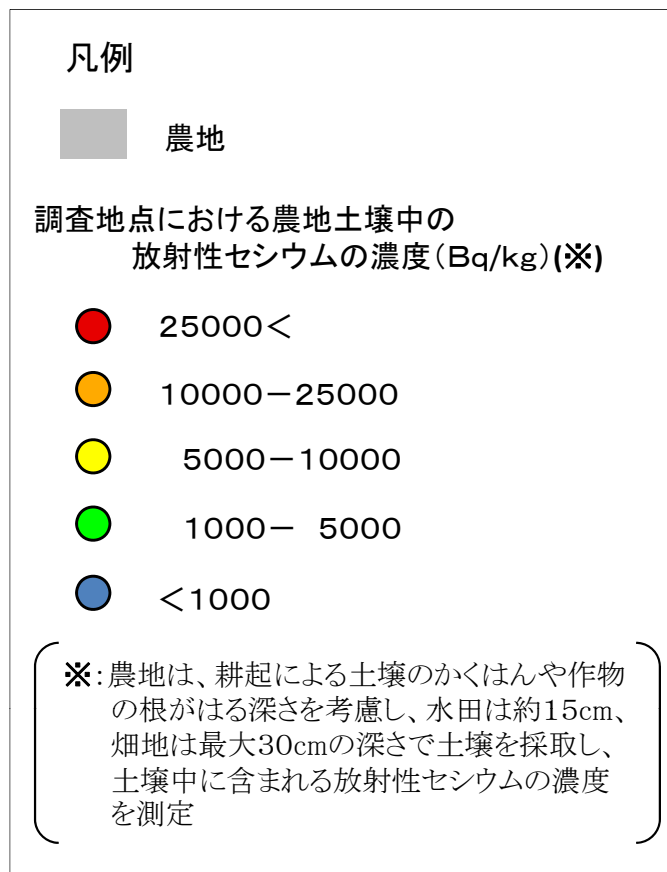 凡例
農地
調査地点における農地土壌中の
放射性セシウムの濃度(Bq/kg)(※)
25000<
10000-25000
5000-10000
1000- 5000
<1000
※:農地は、耕起による土壌のかくはんや作物
の根がはる深さを考慮し、水田は約15cm、
畑地は最大30cmの深さで土壌を採取し、
土壌中に含まれる放射性セシウムの濃度
を測定